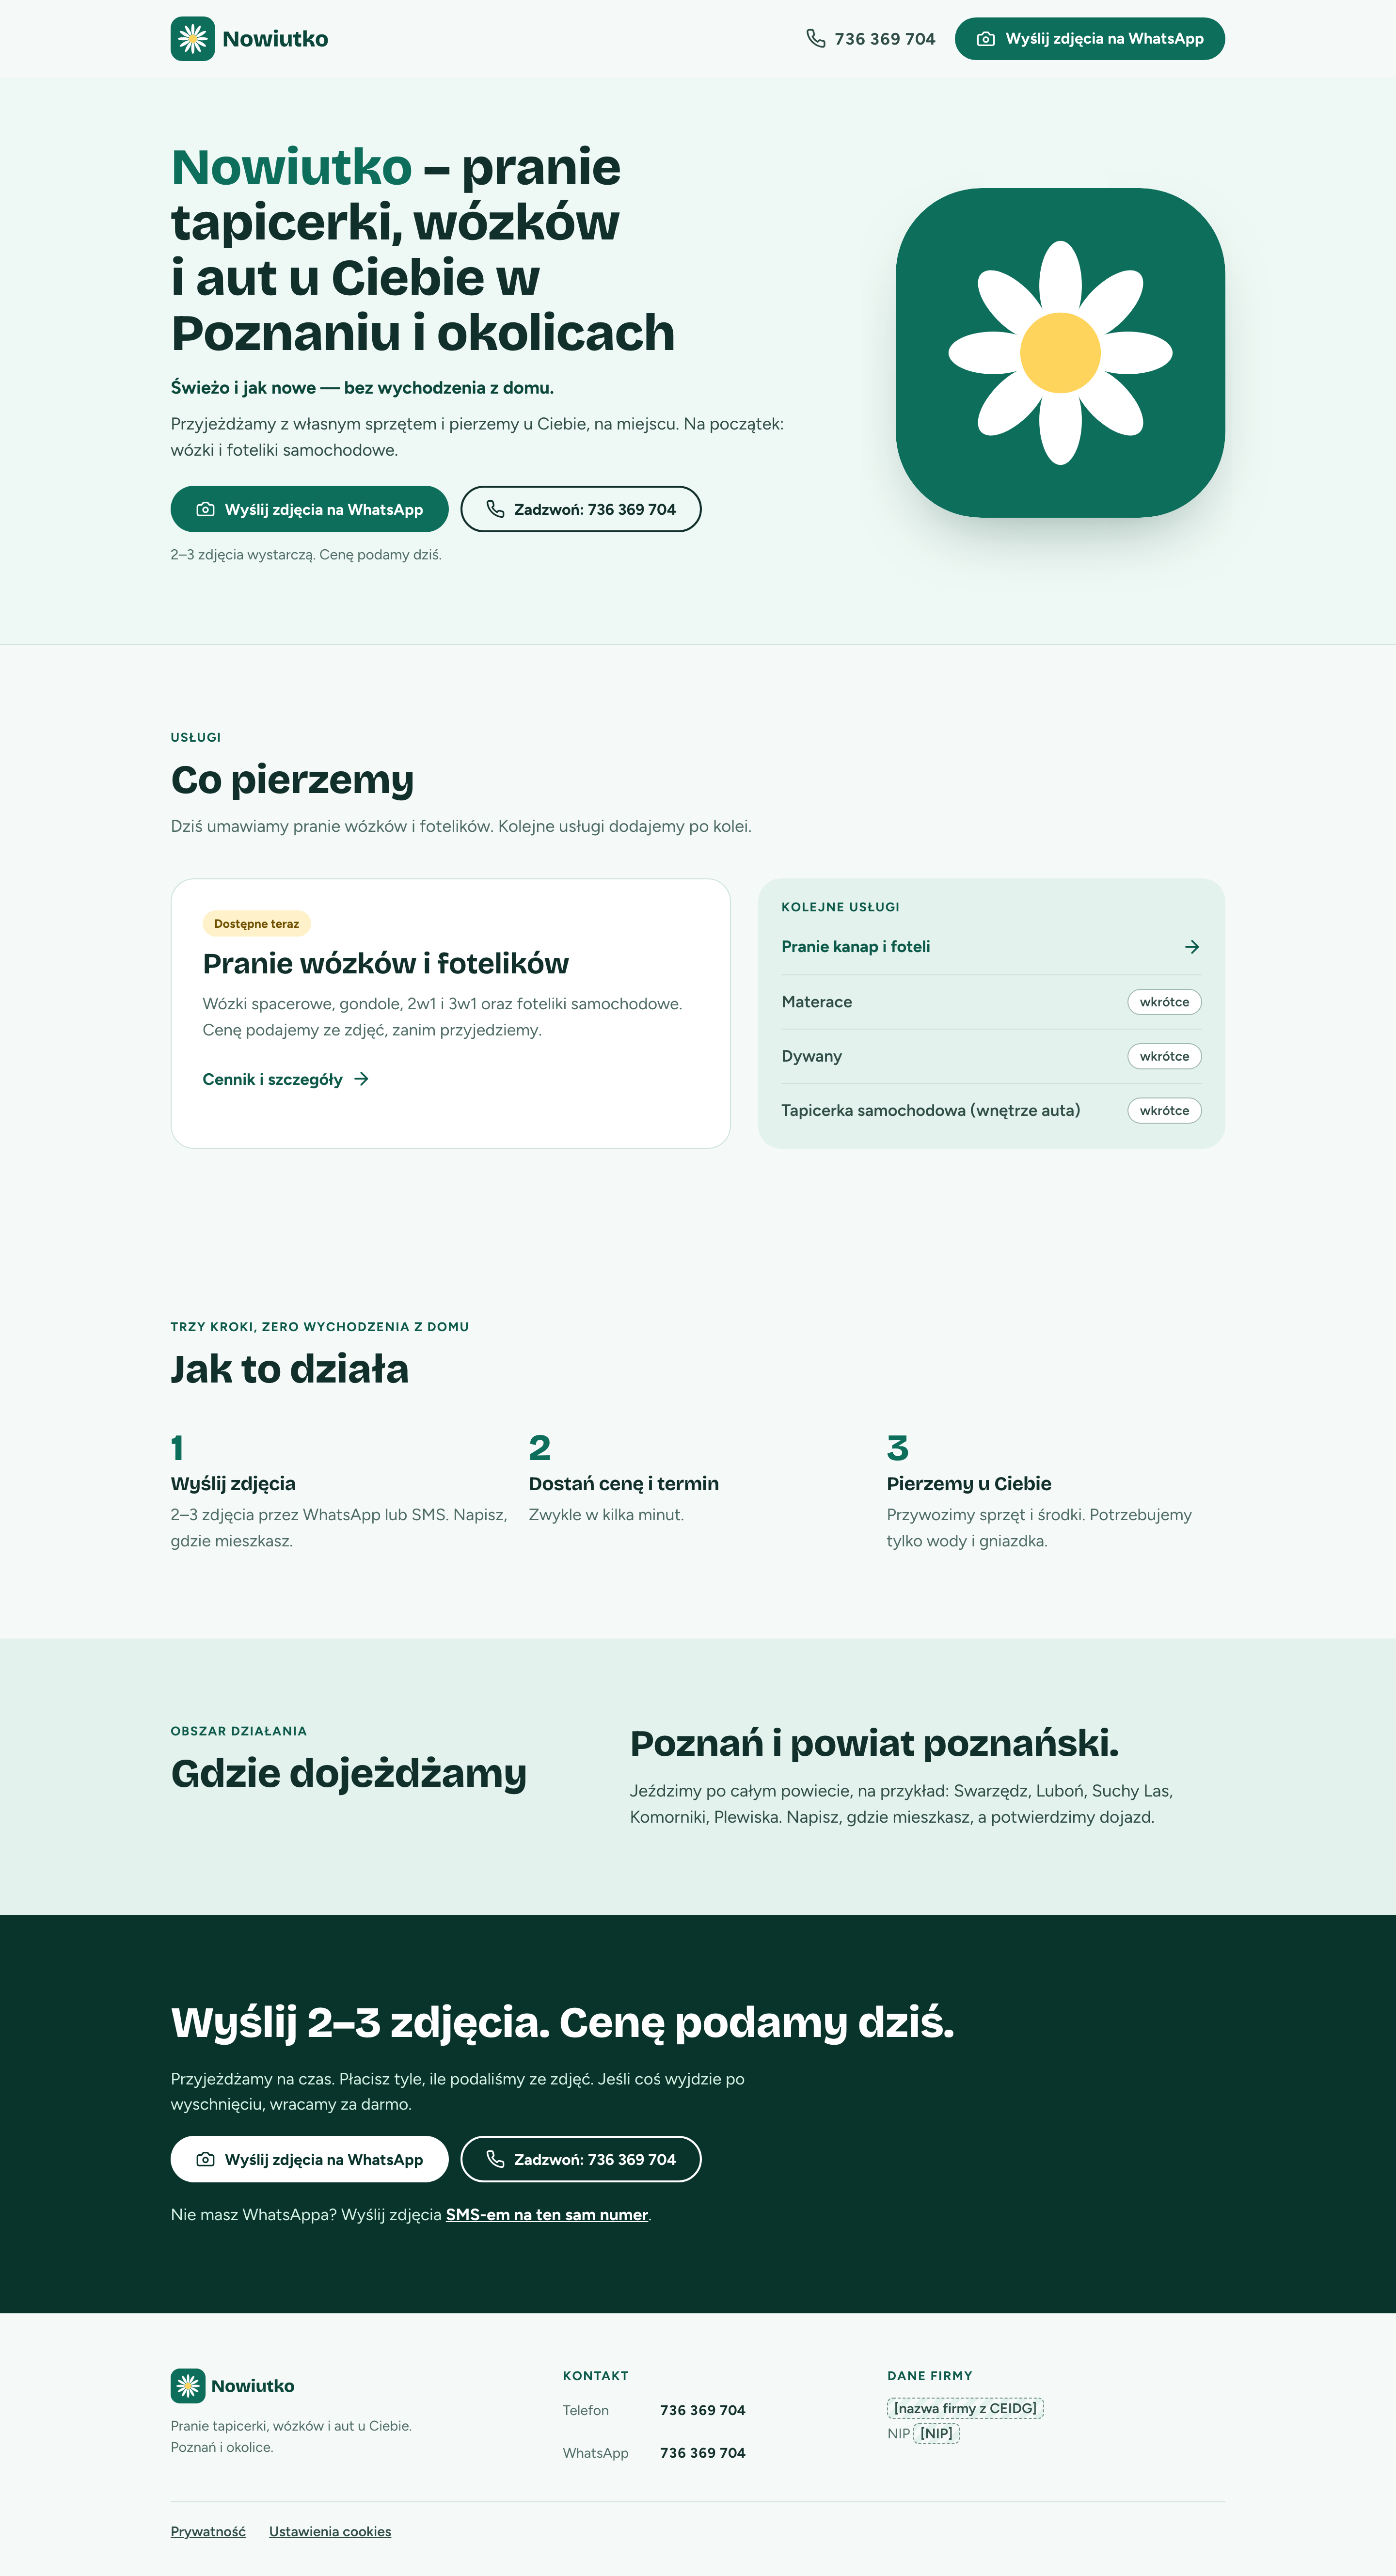 Nowiutko
736 369 704
Wyślij zdjęcia na WhatsApp
Nowiutko – pranie
tapicerki, wózków
i aut u Ciebie w
Poznaniu i okolicach
Świeżo i jak nowe — bez wychodzenia z domu.
Przyjeżdżamy z własnym sprzętem i pierzemy u Ciebie, na miejscu. Na początek:
wózki i foteliki samochodowe.
Wyślij zdjęcia na WhatsApp
Zadzwoń: 736 369 704
2–3 zdjęcia wystarczą. Cenę podamy dziś.
USŁUGI
Co pierzemy
Dziś umawiamy pranie wózków i fotelików. Kolejne usługi dodajemy po kolei.
Dostępne teraz
Pranie wózków i fotelików
Wózki spacerowe, gondole, 2w1 i 3w1 oraz foteliki samochodowe.
Cenę podajemy ze zdjęć, zanim przyjedziemy.
Cennik i szczegóły
KOLEJNE USŁUGI
Pranie kanap i foteli
Materace
wkrótce
Dywany
wkrótce
Tapicerka samochodowa (wnętrze auta)
wkrótce
TRZY KROKI, ZERO WYCHODZENIA Z DOMU
Jak to działa
1
Wyślij zdjęcia
2–3 zdjęcia przez WhatsApp lub SMS. Napisz,
gdzie mieszkasz.
2
Dostań cenę i termin
Zwykle w kilka minut.
3
Pierzemy u Ciebie
Przywozimy sprzęt i środki. Potrzebujemy
tylko wody i gniazdka.
OBSZAR DZIAŁANIA
Gdzie dojeżdżamy
Poznań i powiat poznański.
Jeździmy po całym powiecie, na przykład: Swarzędz, Luboń, Suchy Las,
Komorniki, Plewiska. Napisz, gdzie mieszkasz, a potwierdzimy dojazd.
Wyślij 2–3 zdjęcia. Cenę podamy dziś.
Przyjeżdżamy na czas. Płacisz tyle, ile podaliśmy ze zdjęć. Jeśli coś wyjdzie po
wyschnięciu, wracamy za darmo.
Wyślij zdjęcia na WhatsApp
Zadzwoń: 736 369 704
Nie masz WhatsAppa? Wyślij zdjęcia SMS-em na ten sam numer.
Nowiutko
Pranie tapicerki, wózków i aut u Ciebie.
Poznań i okolice.
KONTAKT
Telefon 736 369 704
WhatsApp 736 369 704
DANE FIRMY
[nazwa firmy z CEIDG]
NIP [NIP]
Prywatność
Ustawienia cookies